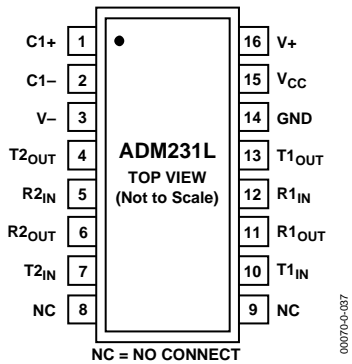 C1+ 1 16 V+
C1– 2 15 VCC
V– 3 14 GND
T2OUT 4 ADM231L 13 T1OUT
TOP VIEW
R2IN 5 (Not to Scale) 12 R1IN
R2OUT 6 11 R1OUT
T2IN 7 10 T1IN
NC 8 9 NC
NC = NO CONNECT
00070-0-037